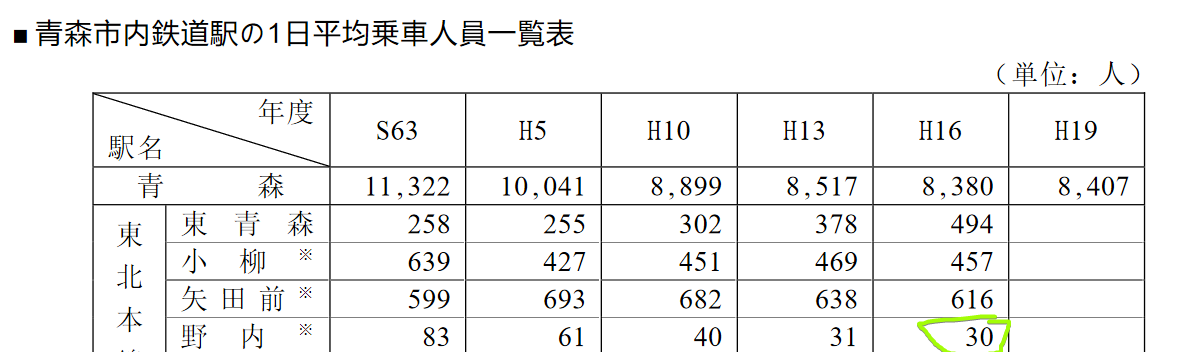 ■ 青森市内鉄道駅の1日平均乗車人員一覧表
（単位：人）
年度
駅名
S63 H5 H10 H13 H16 H19
青森 11,322 10,041 8,899 8,517 8,380 8,407
東北本
東青森 258 255 302 378 494
小柳※ 639 427 451 469 457
矢田前※ 599 693 682 638 616
野内※ 83 61 40 31 30